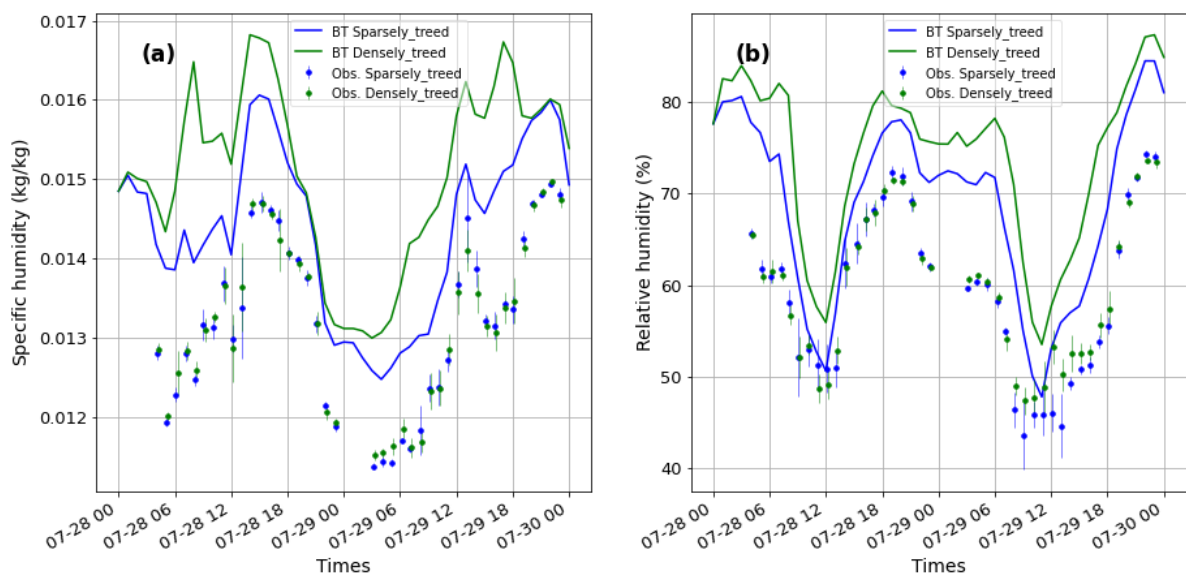 (a)
BT Sparsely_treed
BT Densely_treed
Obs. Sparsely_treed
Obs. Densely_treed
Specific humidity (kg/kg)
0.017
0.016
0.015
0.014
0.013
0.012
07-28 00
07-28 06
07-28 12
07-28 18
07-29 00
07-29 06
07-29 12
07-29 18
07-30 00
Times
(b)
BT Sparsely_treed
BT Densely_treed
Obs. Sparsely_treed
Obs. Densely_treed
Relative humidity (%)
80
70
60
50
40
07-28 00
07-28 06
07-28 12
07-28 18
07-29 00
07-29 06
07-29 12
07-29 18
07-30 00
Times